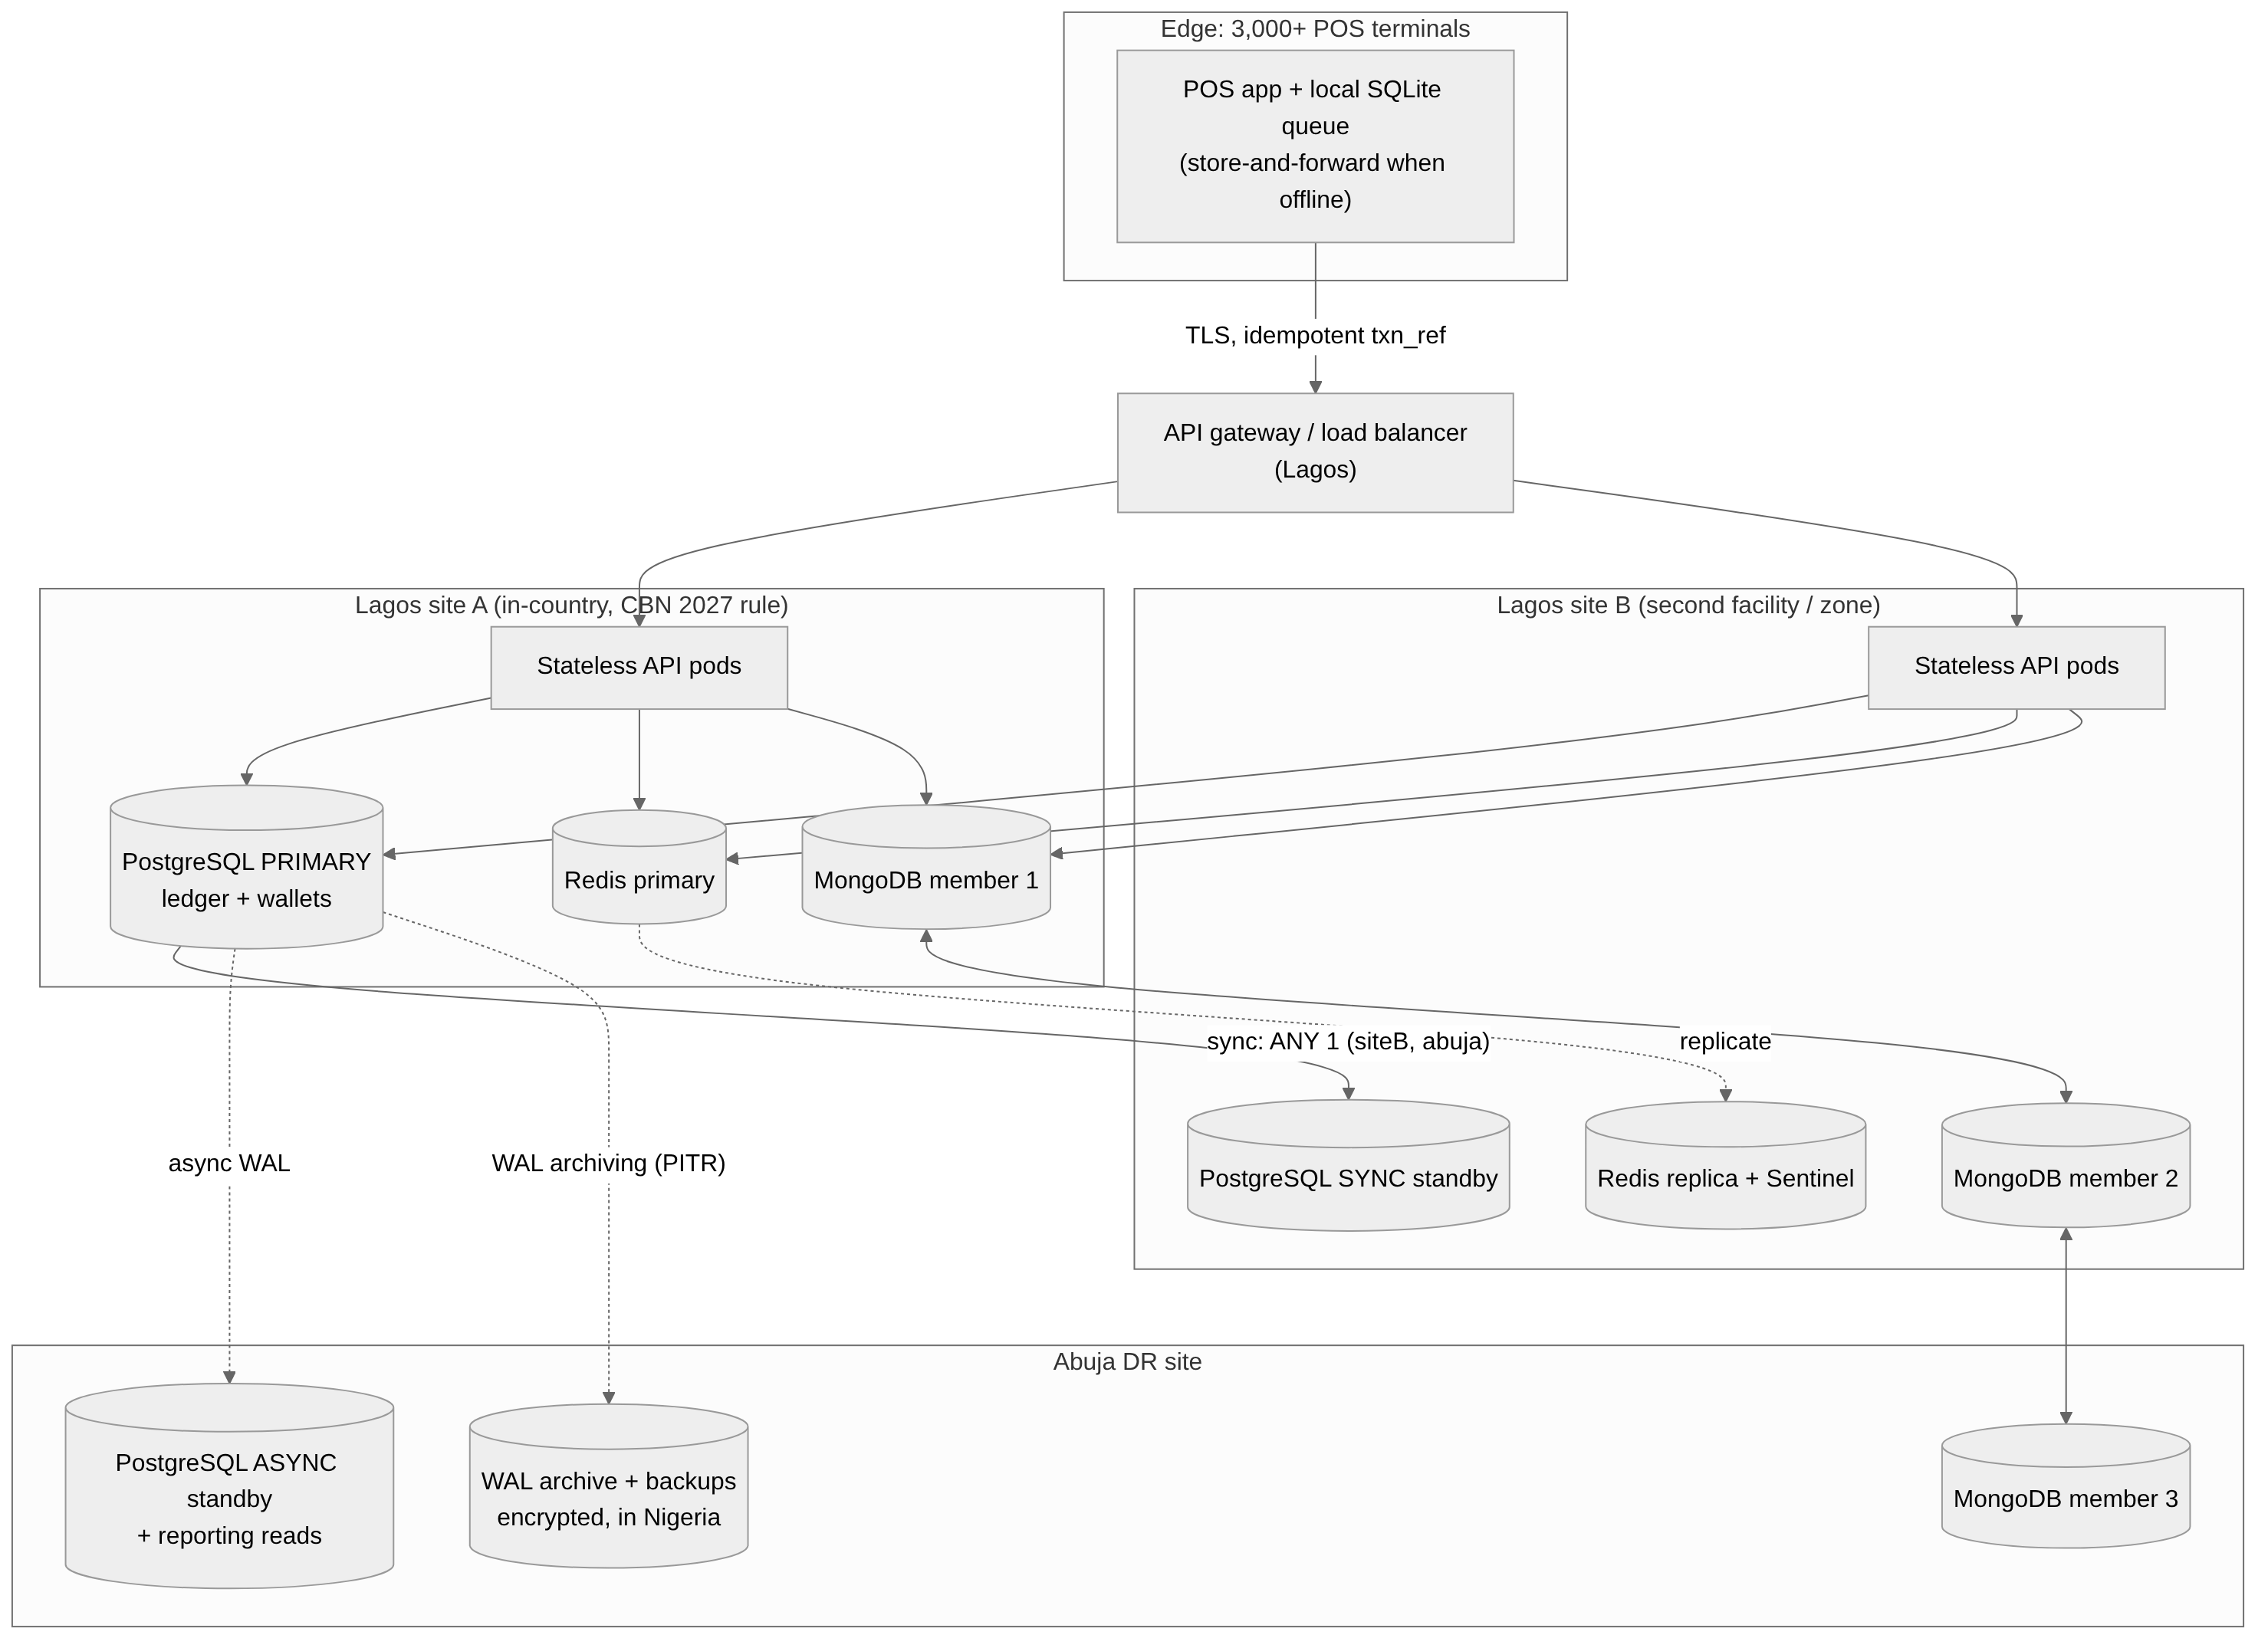 Edge: 3,000+ POS terminals
POS app + local SQLite
queue
(store-and-forward when
offline)
TLS, idempotent txn_ref
API gateway / load balancer
(Lagos)
Lagos site A (in-country, CBN 2027 rule)
Stateless API pods
PostgreSQL PRIMARY
ledger + wallets
Redis primary
MongoDB member 1
Lagos site B (second facility / zone)
Stateless API pods
sync: ANY 1 (siteB, abuja)
replicate
PostgreSQL SYNC standby
Redis replica + Sentinel
MongoDB member 2
async WAL
WAL archiving (PITR)
Abuja DR site
PostgreSQL ASYNC
standby
+ reporting reads
WAL archive + backups
encrypted, in Nigeria
MongoDB member 3